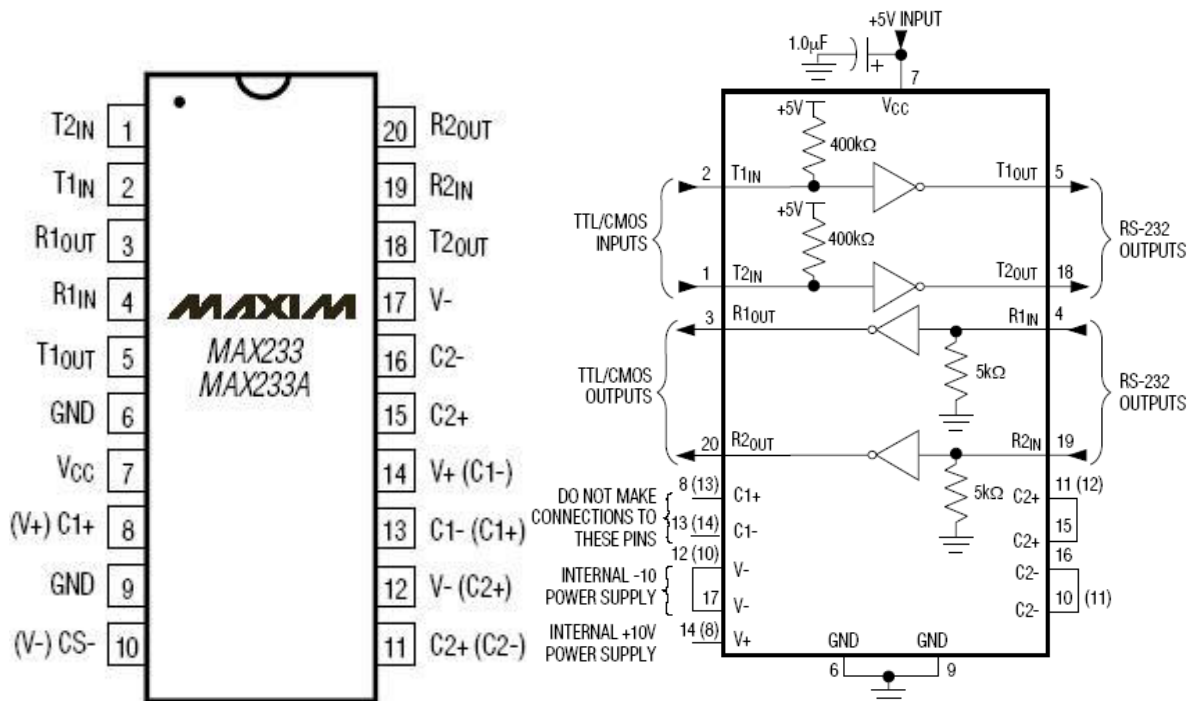 T2IN 1
T1IN 2
R1OUT 3
R1IN 4
T1OUT 5
GND 6
VCC 7
(V+) C1+ 8
GND 9
(V-) CS- 10
20 R2OUT
19 R2IN
18 T2OUT
17 V-
16 C2-
15 C2+
14 V+ (C1-)
13 C1- (C1+)
12 V- (C2+)
11 C2+ (C2-)
MAXIM
MAX233
MAX233A
+5V INPUT
1.0µF
+
7
VCC
+5V
400kΩ
2 T1IN
T1OUT 5
+5V
400kΩ
TTL/CMOS
INPUTS
RS-232
OUTPUTS
1 T2IN
T2OUT 18
3 R1OUT
R1IN 4
5kΩ
TTL/CMOS
OUTPUTS
RS-232
OUTPUTS
20 R2OUT
R2IN 19
5kΩ
DO NOT MAKE
CONNECTIONS TO
THESE PINS
8 (13) C1+
13 (14) C1-
INTERNAL -10
POWER SUPPLY
12 (10) V-
17 V-
INTERNAL +10V
POWER SUPPLY
14 (8) V+
C2+ 11 (12)
C2+ 15
C2- 16
C2- 10 (11)
GND GND
6 9